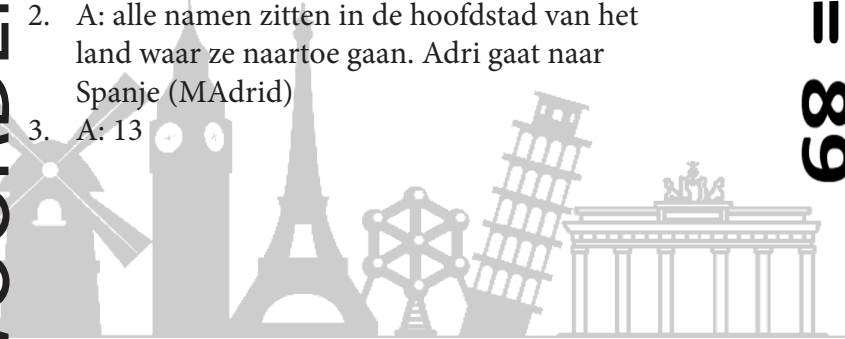 2. A: alle namen zitten in de hoofdstad van het
land waar ze naartoe gaan. Adri gaat naar
Spanje (MAdrid)
3. A: 13
68 =